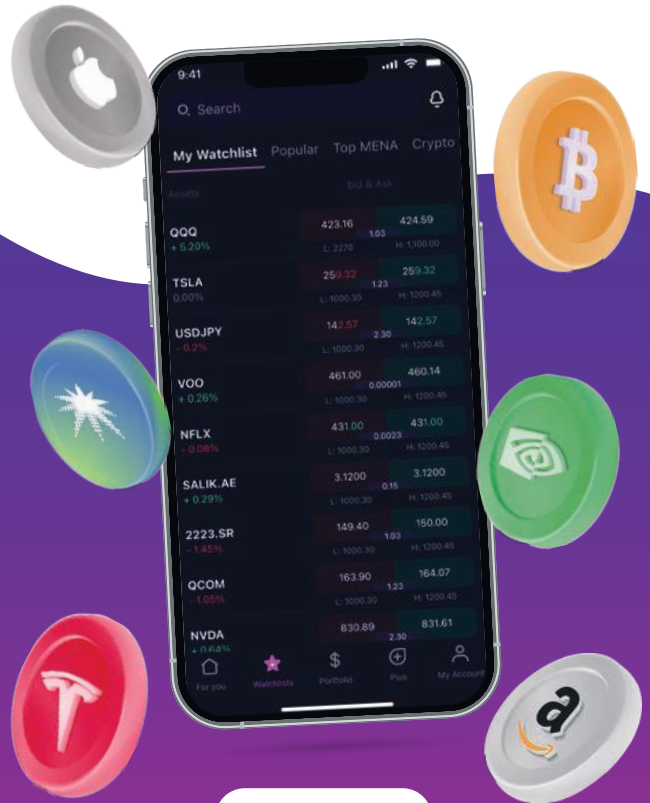 9:41
Search
My Watchlist Popular Top MENA Crypto
Assets Bid & Ask
QQQ 423.16 424.59
+ 5.20% 1.03 L: 2270 H: 1,100.00
TSLA 259.32 259.32
0.00% 1.23 L: 1000.30 H: 1200.45
USDJPY 142.57 142.57
- 0.2% 2.30 L: 1000.30 H: 1200.45
VOO 461.00 460.14
+ 0.26% 0.00001 L: 1000.30 H: 1200.45
NFLX 431.00 431.00
- 0.08% 0.0023 L: 1000.30 H: 1200.45
SALIK.AE 3.1200 3.1200
+ 0.29% 0.15 L: 1000.30 H: 1200.45
2223.SR 149.40 150.00
- 1.45% 1.03 L: 1000.30 H: 1200.45
QCOM 163.90 164.07
- 1.05% 1.23 L: 1000.30 H: 1200.45
NVDA 830.89 831.61
+ 0.64% 2.30
For you Watchlists Portfolio Plus My Account
a